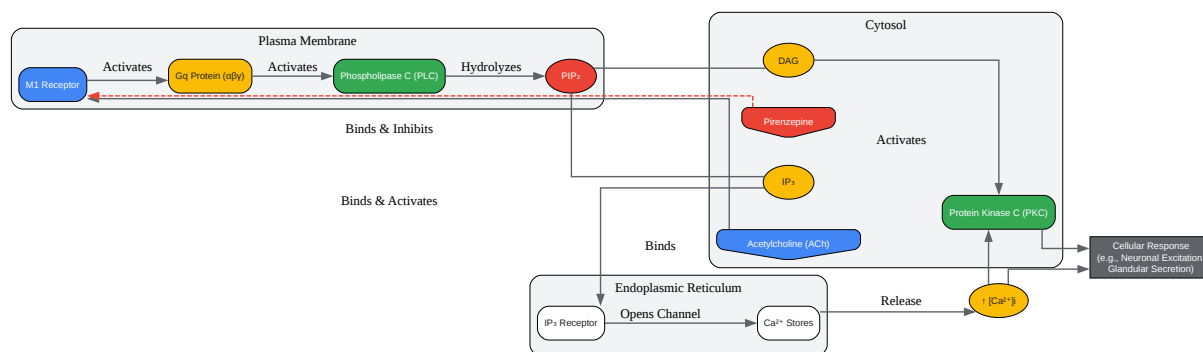 Cytosol
Plasma Membrane
Activates
Activates
Hydrolyzes
M1 Receptor
Gq Protein (αβγ)
Phospholipase C (PLC)
PIP₂
DAG
Pirenzepine
Binds & Inhibits
Activates
IP₃
Binds & Activates
Protein Kinase C (PKC)
Acetylcholine (ACh)
Binds
Cellular Response
(e.g., Neuronal Excitation
Glandular Secretion)
Endoplasmic Reticulum
↑ [Ca²⁺]i
Release
Opens Channel
IP₃ Receptor
Ca²⁺ Stores